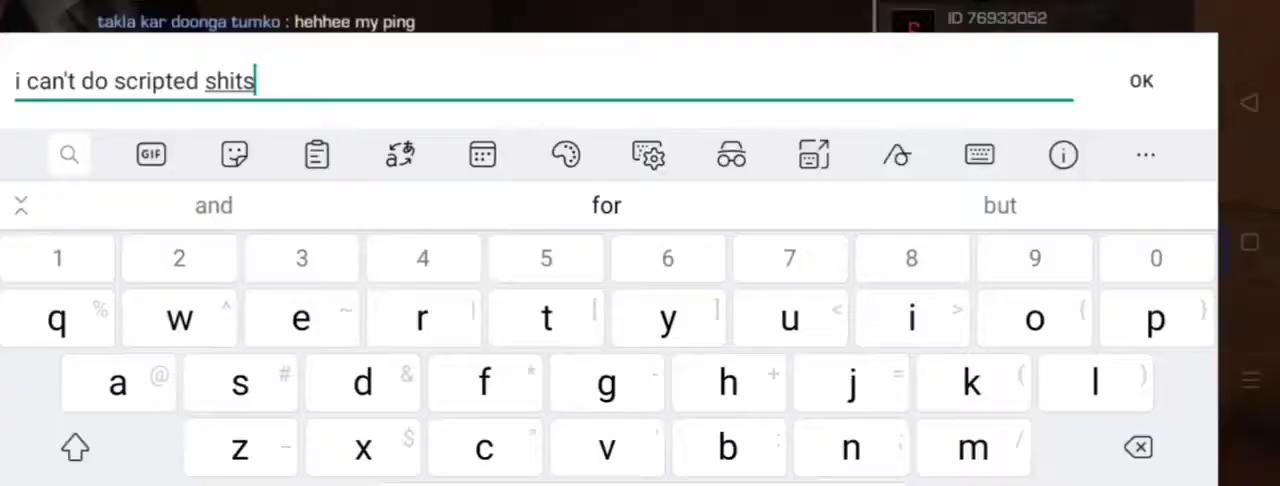 takla kar doonga tumko : hehhee my ping
ID 76933052
i can't do scripted shits
OK
GIF
and for but
1 2 3 4 5 6 7 8 9 0
q % w ^ e ~ r | t [ y ] u < i > o { p }
a @ s # d & f * g - h + j = k ( l )
z x $ c " v ' b : n ; m /